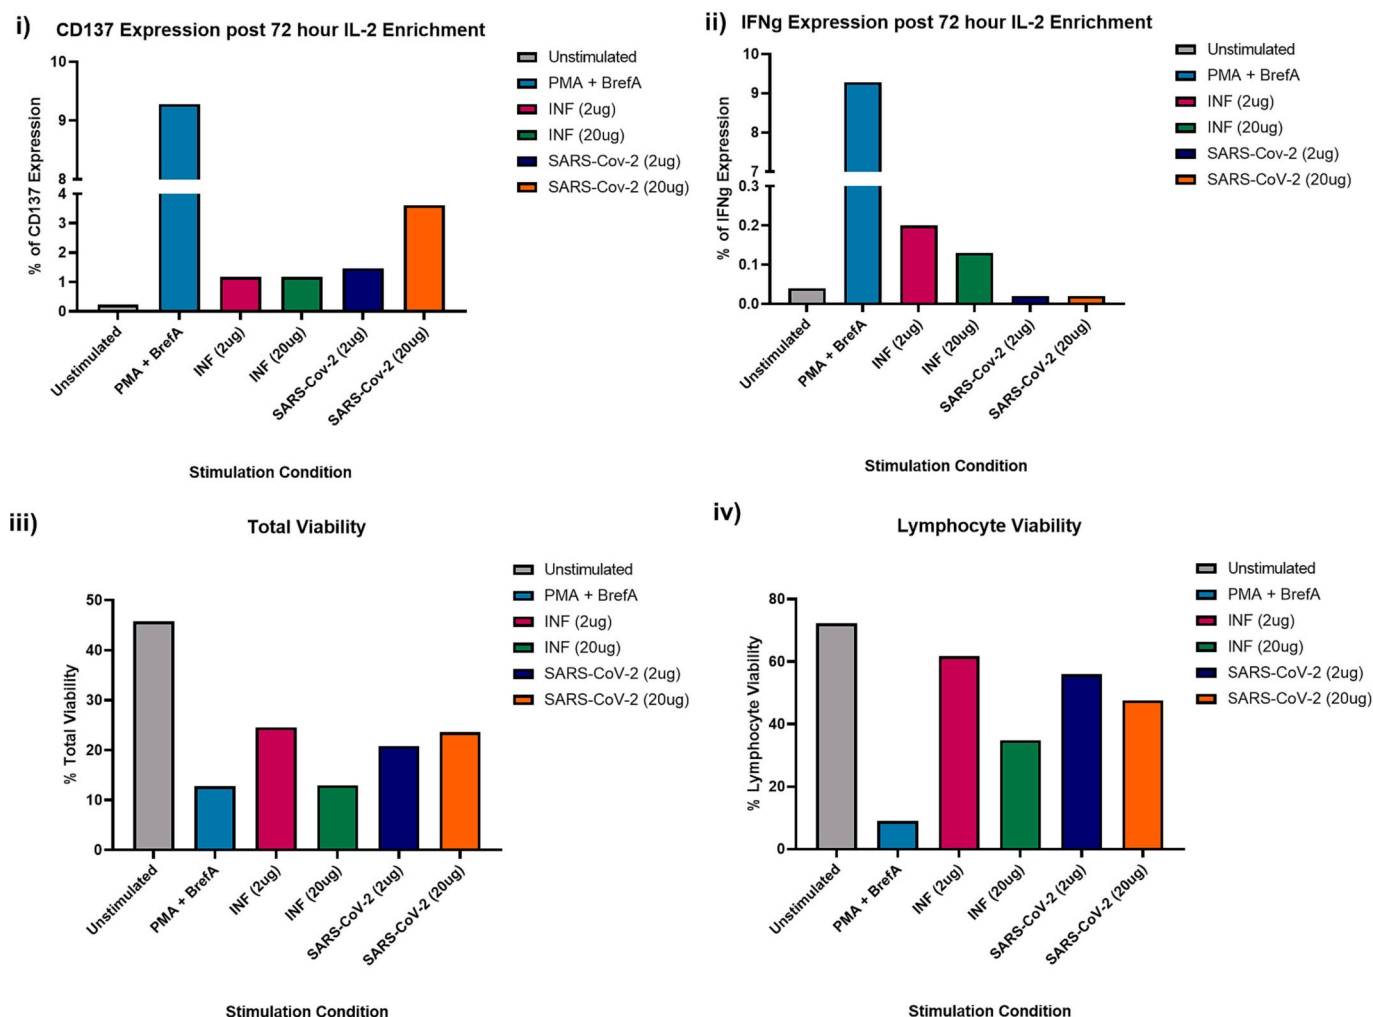 i) CD137 Expression post 72 hour IL-2 Enrichment
% of CD137 Expression
10
9
8
4
3
2
1
0
Unstimulated
PMA + BrefA
INF (2ug)
INF (20ug)
SARS-Cov-2 (2ug)
SARS-Cov-2 (20ug)
Stimulation Condition
Unstimulated
PMA + BrefA
INF (2ug)
INF (20ug)
SARS-Cov-2 (2ug)
SARS-Cov-2 (20ug)
ii) IFNg Expression post 72 hour IL-2 Enrichment
% of IFNg Expression
10
9
8
7
0.3
0.2
0.1
0.0
Unstimulated
PMA + BrefA
INF (2ug)
INF (20ug)
SARS-CoV-2 (2ug)
SARS-CoV-2 (20ug)
Stimulation Condition
Unstimulated
PMA + BrefA
INF (2ug)
INF (20ug)
SARS-Cov-2 (2ug)
SARS-CoV-2 (20ug)
iii) Total Viability
% Total Viability
50
40
30
20
10
0
Unstimulated
PMA + BrefA
INF (2ug)
INF (20ug)
SARS-CoV-2 (2ug)
SARS-CoV-2 (20ug)
Stimulation Condition
Unstimulated
PMA + BrefA
INF (2ug)
INF (20ug)
SARS-CoV-2 (2ug)
SARS-CoV-2 (20ug)
iv) Lymphocyte Viability
% Lymphocyte Viability
80
60
40
20
0
Unstimulated
PMA + BrefA
INF (2ug)
INF (20ug)
SARS-CoV-2 (2ug)
SARS-CoV-2 (20ug)
Stimulation Condition
Unstimulated
PMA + BrefA
INF (2ug)
INF (20ug)
SARS-CoV-2 (2ug)
SARS-CoV-2 (20ug)